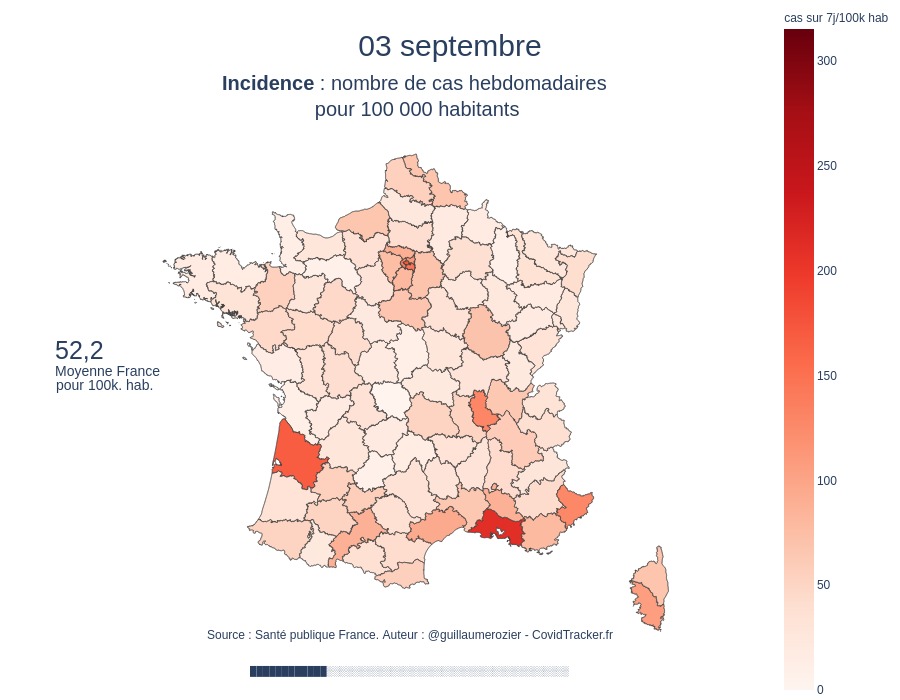 cas sur 7j/100k hab
03 septembre
Incidence : nombre de cas hebdomadaires
pour 100 000 habitants
300
250
200
150
100
50
0
52,2
Moyenne France
pour 100k. hab.
Source : Santé publique France. Auteur : @guillaumerozier - CovidTracker.fr